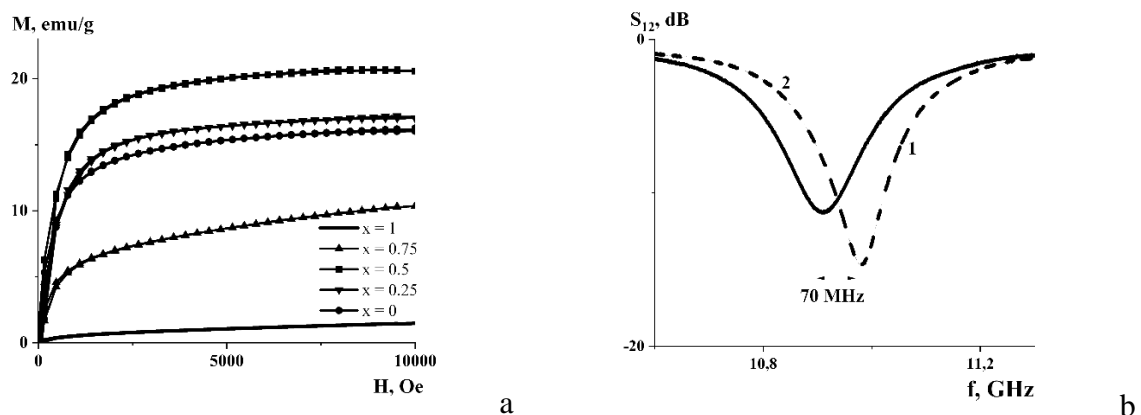 M, emu/g
20
10
0
0
5000
10000
H, Oe
x = 1
x = 0.75
x = 0.5
x = 0.25
x = 0
a
S12, dB
0
-20
2
1
70 MHz
10,8
11,2
f, GHz
b